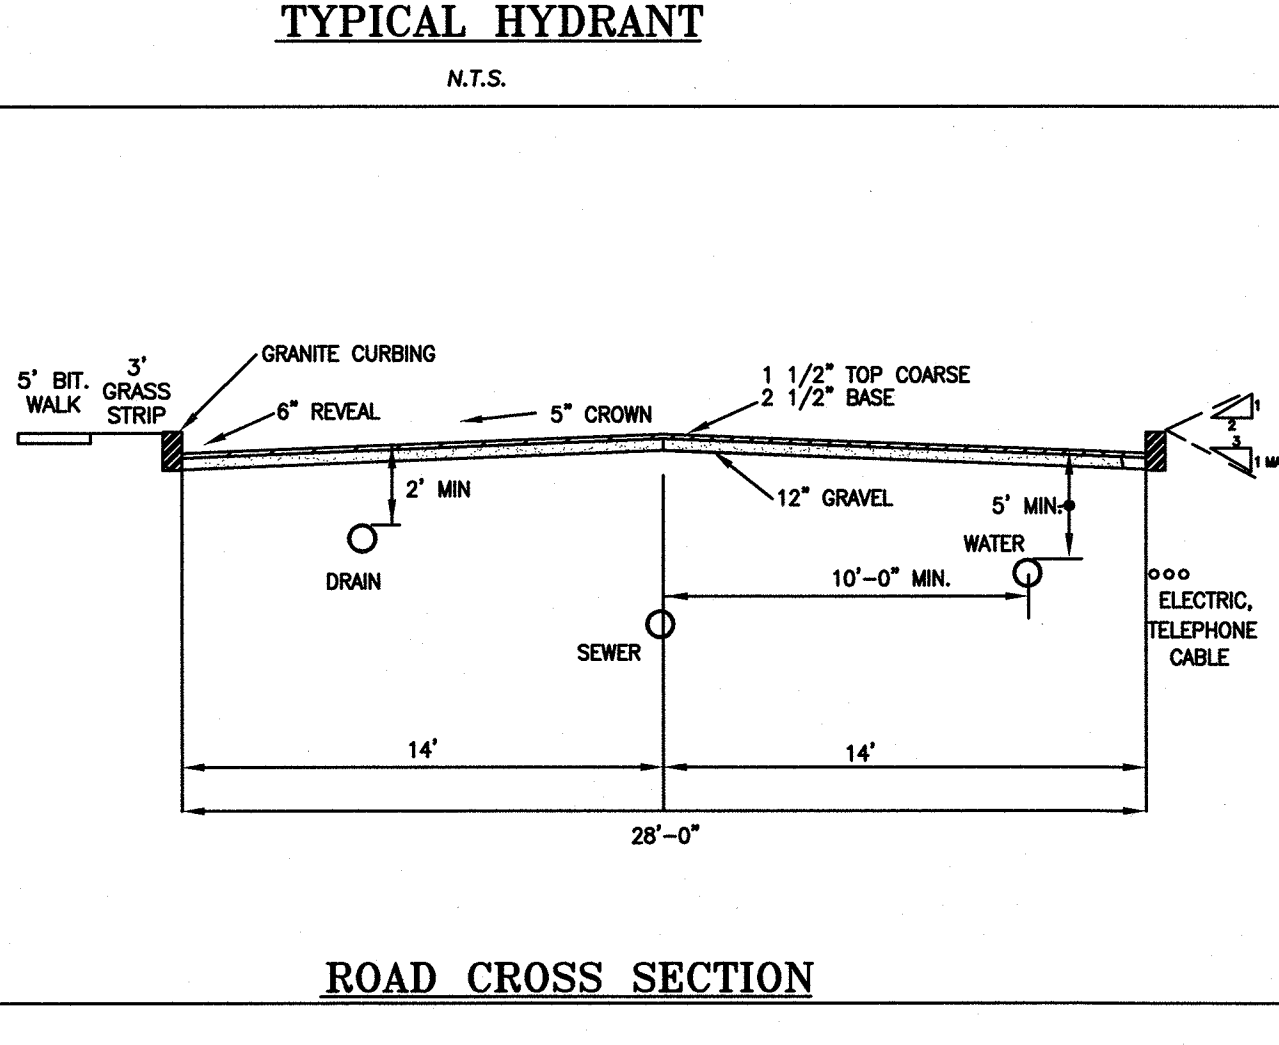 TYPICAL HYDRANT
N.T.S.
GRANITE CURBING
5' BIT.
WALK
3'
GRASS
STRIP
6" REVEAL
5" CROWN
1 1/2" TOP COARSE
2 1/2" BASE
1
2
3
1
2' MIN
12" GRAVEL
5' MIN.
WATER
DRAIN
10'-0" MIN.
SEWER
ELECTRIC,
TELEPHONE
CABLE
14'
14'
28'-0"
ROAD CROSS SECTION